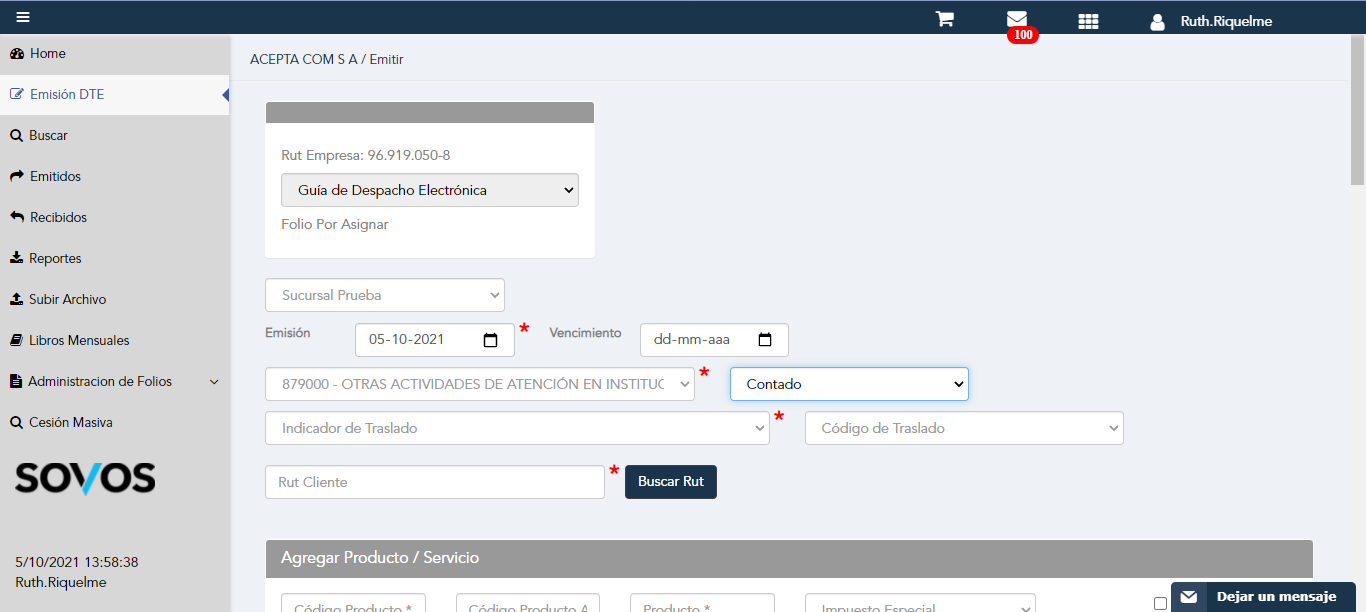 Ruth.Riquelme
100
Home
Emisión DTE
Buscar
Emitidos
Recibidos
Reportes
Subir Archivo
Libros Mensuales
Administracion de Folios
Cesión Masiva
SOVOS
5/10/2021 13:58:38
Ruth.Riquelme
ACEPTA COM S A / Emitir
Rut Empresa: 96.919.050-8
Guía de Despacho Electrónica
Folio Por Asignar
Sucursal Prueba
Emisión 05-10-2021 * Vencimiento dd-mm-aaa
879000 - OTRAS ACTIVIDADES DE ATENCIÓN EN INSTITUC * Contado
Indicador de Traslado * Código de Traslado
Rut Cliente * Buscar Rut
Agregar Producto / Servicio
Código Producto * Código Producto A Producto * Impuesto Especial
Dejar un mensaje